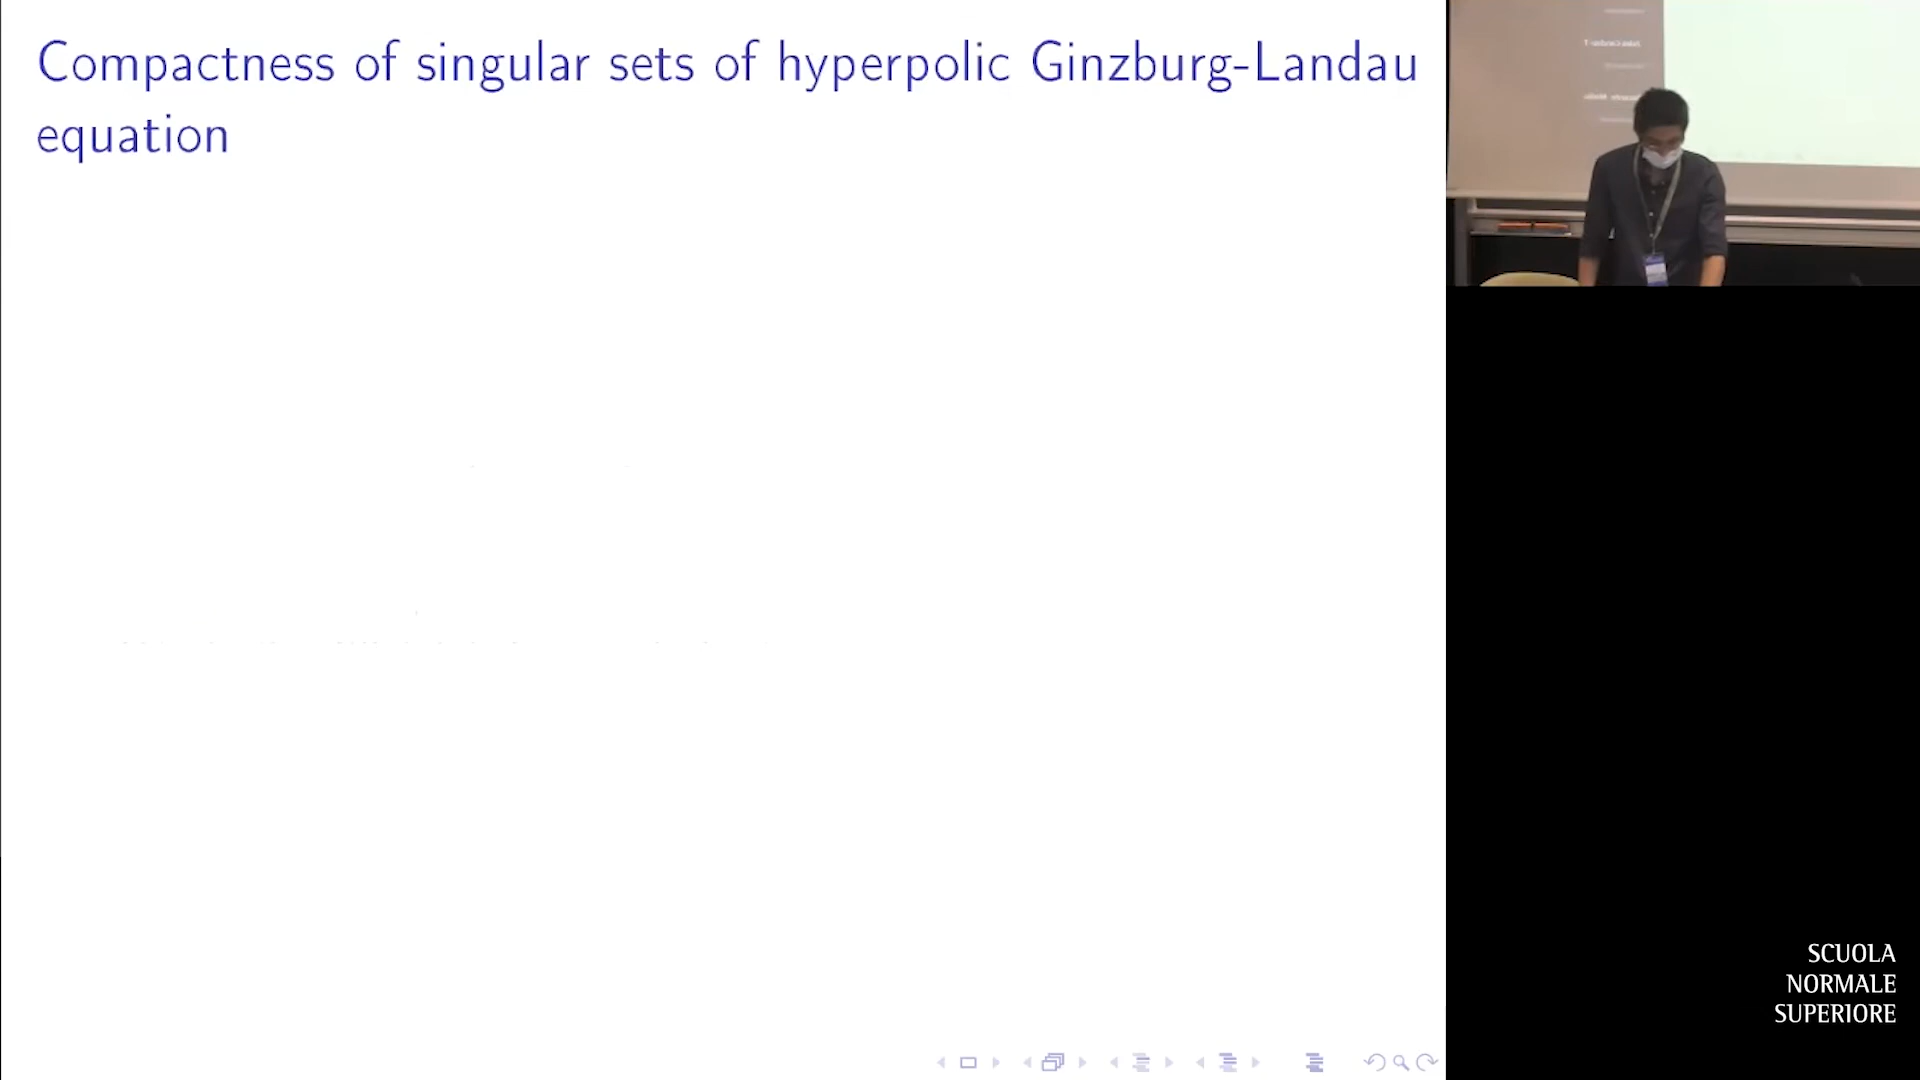 Compactness of singular sets of hyperpolic Ginzburg-Landau
equation
SCUOLA
NORMALE
SUPERIORE